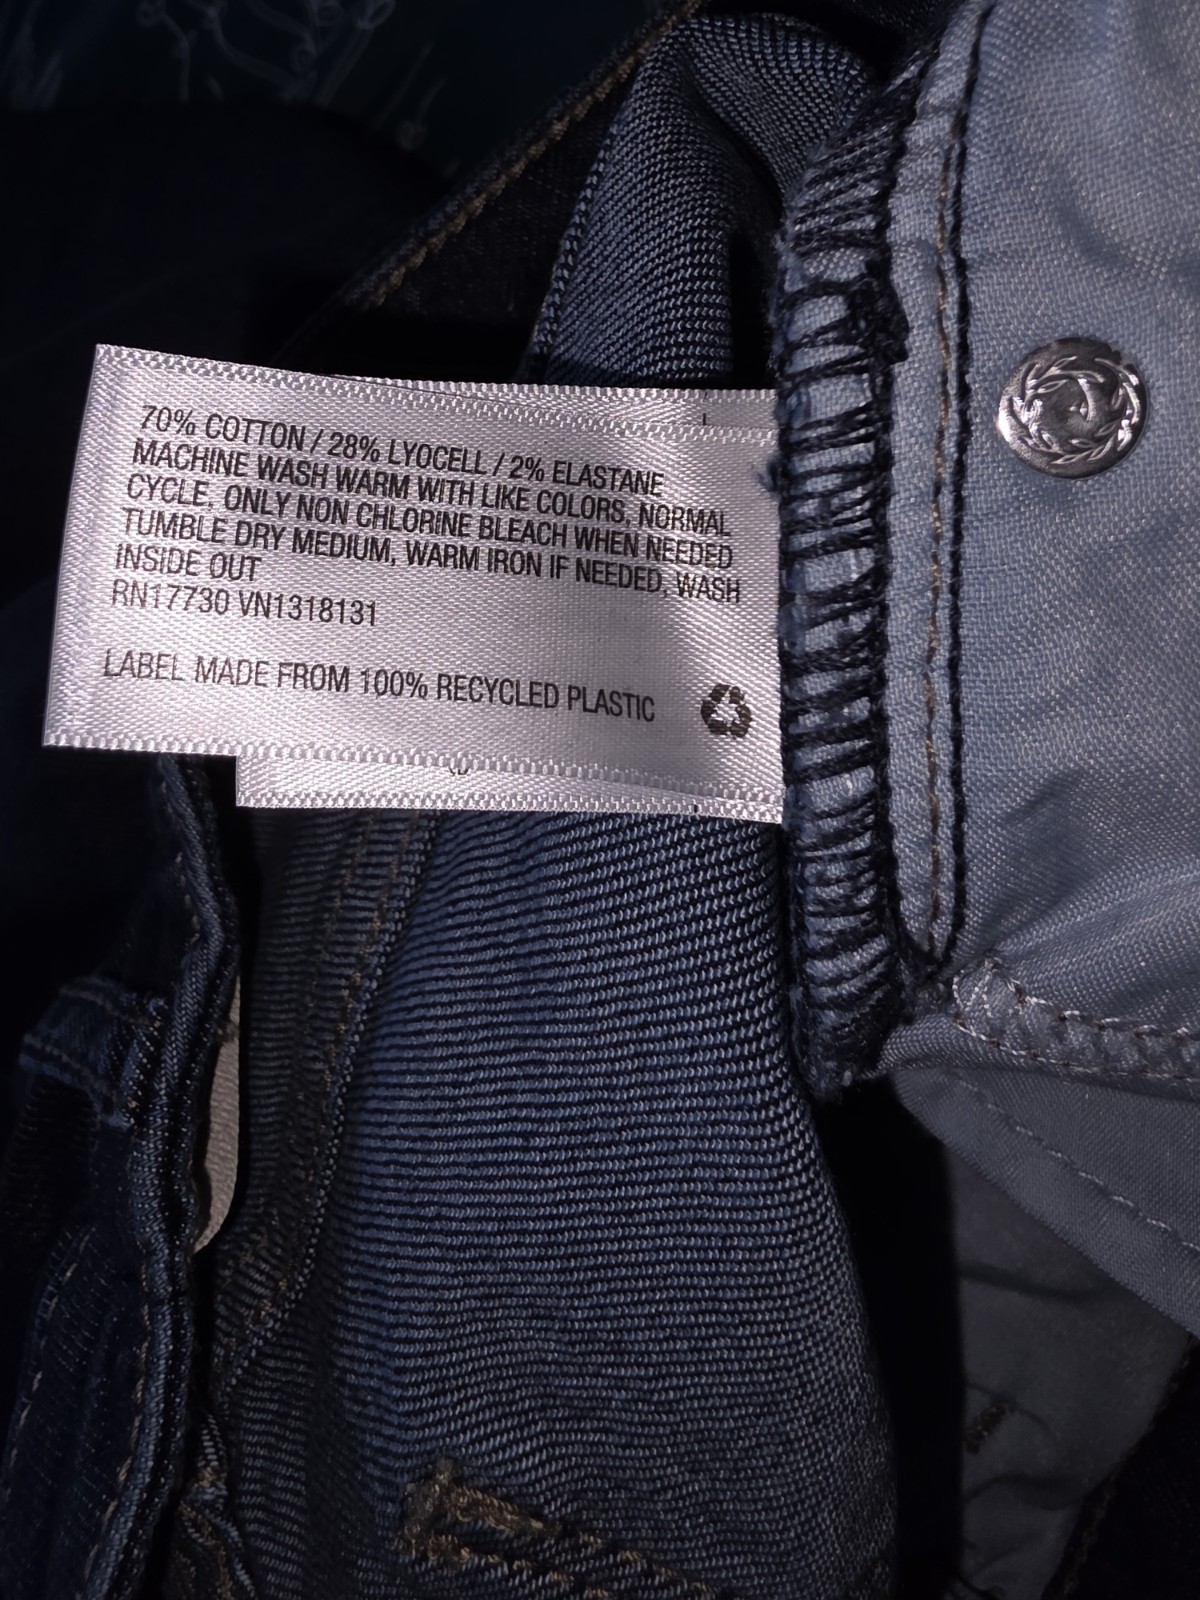 70% COTTON / 28% LYOCELL / 2% ELASTANE
MACHINE WASH WARM WITH LIKE COLORS, NORMAL
CYCLE, ONLY NON CHLORINE BLEACH WHEN NEEDED
TUMBLE DRY MEDIUM, WARM IRON IF NEEDED, WASH
INSIDE OUT
RN17730 VN1318131
LABEL MADE FROM 100% RECYCLED PLASTIC